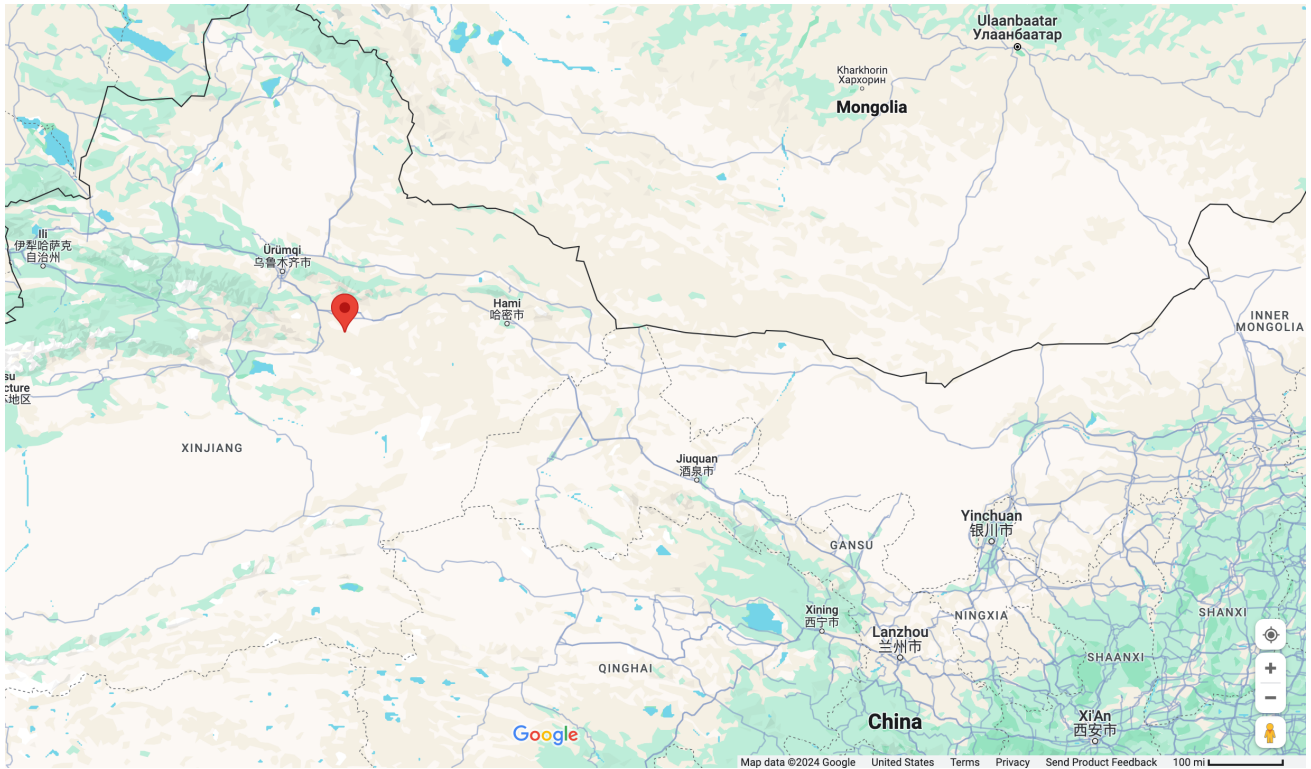 Ulaanbaatar
Улаанбаатар
Kharkhorin
Хархорин
Mongolia
Ili
伊犁哈萨克
自治州
Ürümqi
乌鲁木齐市
Hami
哈密市
INNER
MONGOLIA
su
cture
地区
XINJIANG
Jiuquan
酒泉市
Yinchuan
银川市
GANSU
Xining
西宁市
Lanzhou
兰州市
NINGXIA
SHANXI
SHAANXI
QINGHAI
China
Xi'An
西安市
Google
Map data ©2024 Google United States Terms Privacy Send Product Feedback 100 mi